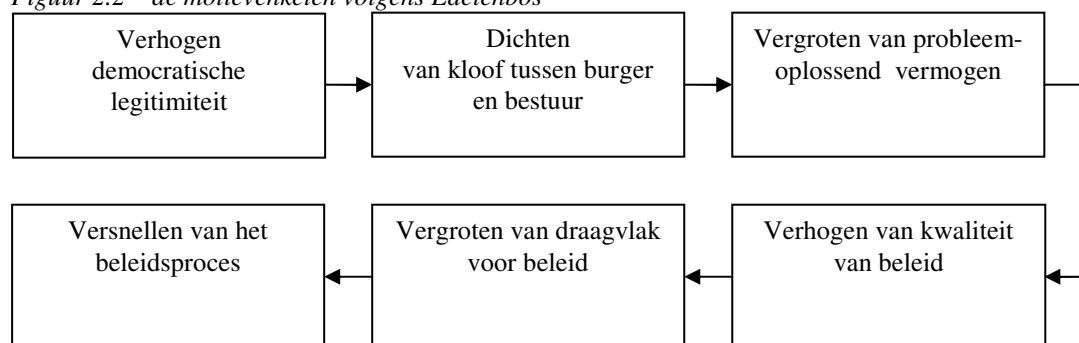 Figuur 2.2 – de motievenketen volgens Edelenbos
Verhogen
democratische
legitimiteit
Dichten
van kloof tussen burger
en bestuur
Vergroten van probleem-
oplossend vermogen
Versnellen van het
beleidsproces
Vergroten van draagvlak
voor beleid
Verhogen van kwaliteit
van beleid